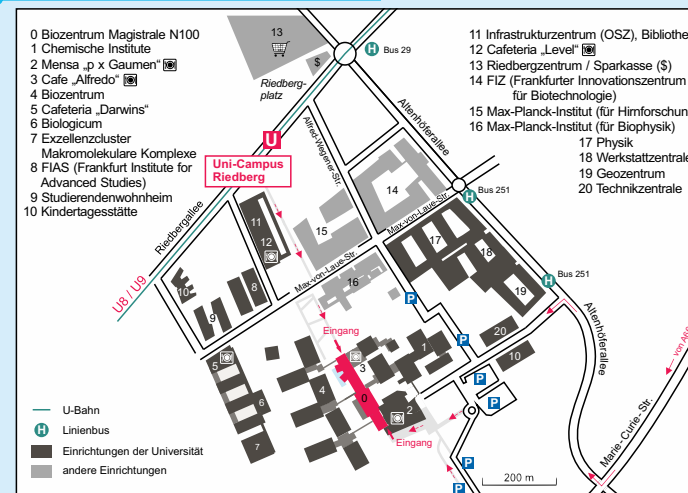 0 Biozentrum Magistrale N100
1 Chemische Institute
2 Mensa „p x Gaumen“
3 Cafe „Alfredo“
4 Biozentrum
5 Cafeteria „Darwins“
6 Biologicum
7 Exzellenzcluster
Makromolekulare Komplexe
8 FIAS (Frankfurt Institute for
Advanced Studies)
9 Studierendenwohnheim
10 Kindertagesstätte
11 Infrastrukturzentrum (OSZ), Bibliothe
12 Cafeteria „Level“
13 Riedbergzentrum / Sparkasse ($)
14 FIZ (Frankfurter Innovationszentrum
für Biotechnologie)
15 Max-Planck-Institut (für Hirnforschun
16 Max-Planck-Institut (für Biophysik)
17 Physik
18 Werkstattzentrale
19 Geozentrum
20 Technikzentrale
13
$
H Bus 29
Riedberg-
platz
U
Uni-Campus
Riedberg
Alfred-Wegener-Str.
Altenhöferallee
Riedbergallee
U8 / U9
14
H Bus 251
Max-von-Laue-Str.
11
12
15
17
18
19
16
Max-von-Laue-Str.
H Bus 251
10
9
8
P
Altenhöferallee
Eingang
P
20
10
1
3
5
4
6
7
0
2
P
P
Eingang
P
P
von A66
Marie-Curie-Str.
U-Bahn
H Linienbus
Einrichtungen der Universität
andere Einrichtungen
200 m